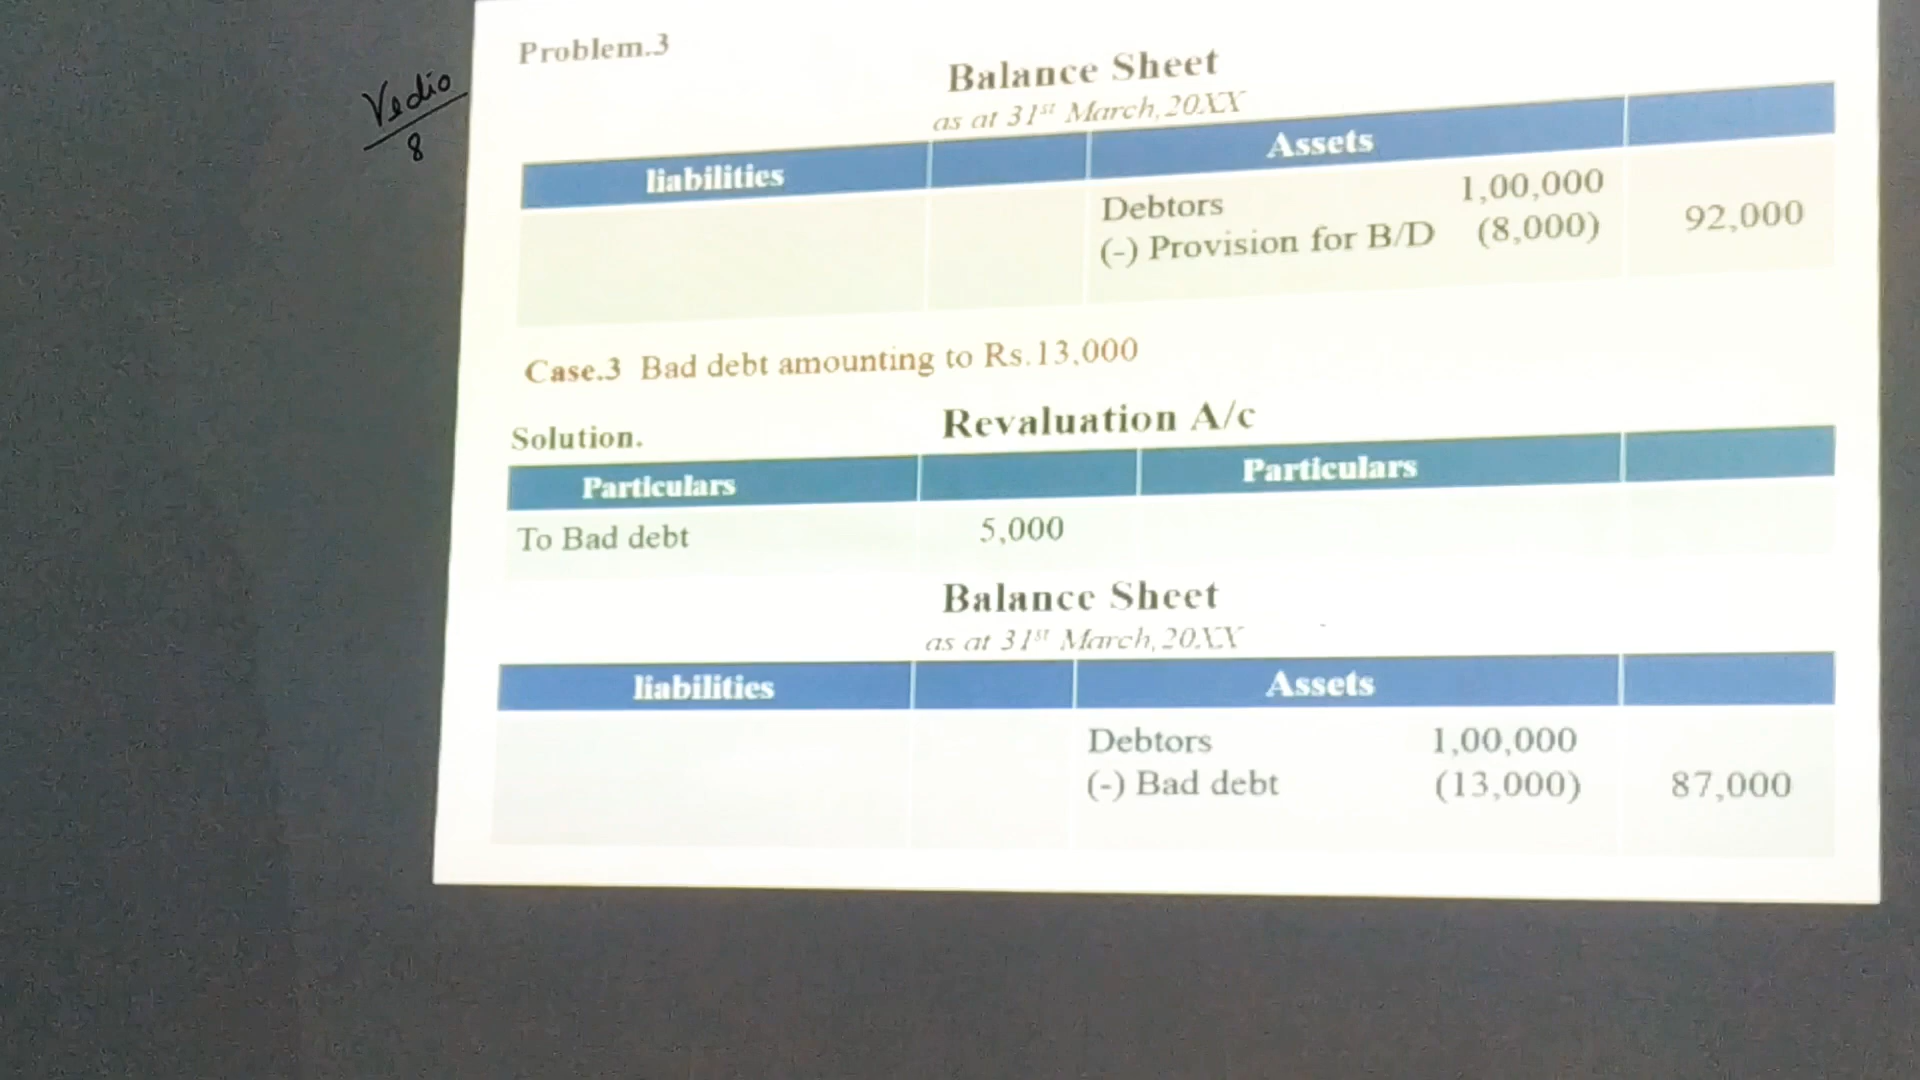 Problem.3
Vedio
8
Balance Sheet
as at 31st March, 20XX
liabilities Assets
Debtors 1,00,000
(-) Provision for B/D (8,000) 92,000
Case.3 Bad debt amounting to Rs.13,000
Solution.
Revaluation A/c
Particulars Particulars
To Bad debt 5,000
Balance Sheet
as at 31st March, 20XX
liabilities Assets
Debtors 1,00,000
(-) Bad debt (13,000) 87,000